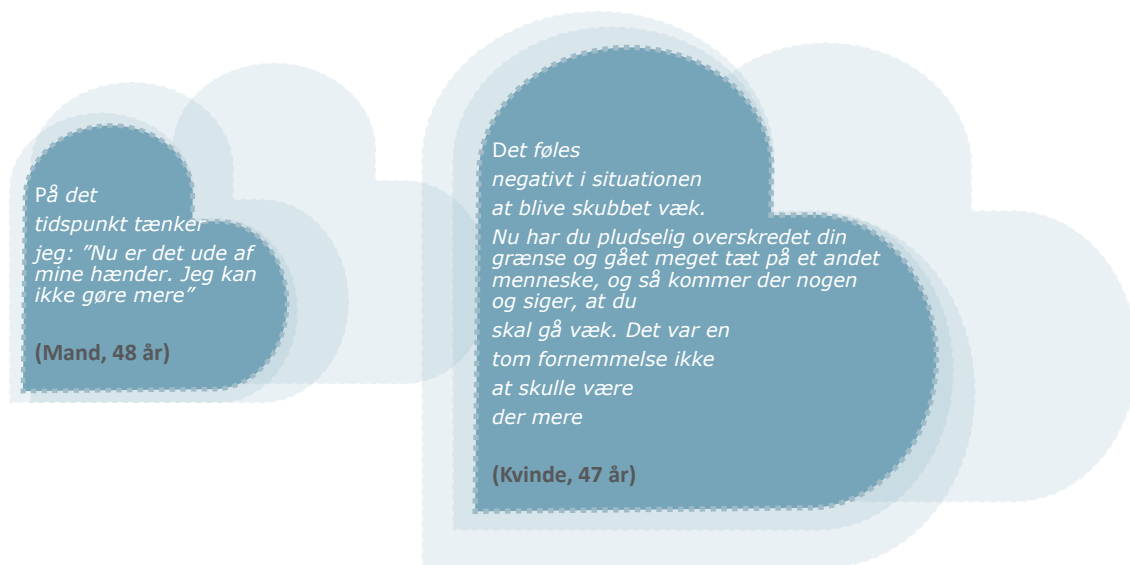 På det
tidspunkt tænker
jeg: ”Nu er det ude af
mine hænder. Jeg kan
ikke gøre mere”
(Mand, 48 år)
Det føles
negativt i situationen
at blive skubbet væk.
Nu har du pludselig overskredet din
grænse og gået meget tæt på et andet
menneske, og så kommer der nogen
og siger, at du
skal gå væk. Det var en
tom fornemmelse ikke
at skulle være
der mere
(Kvinde, 47 år)